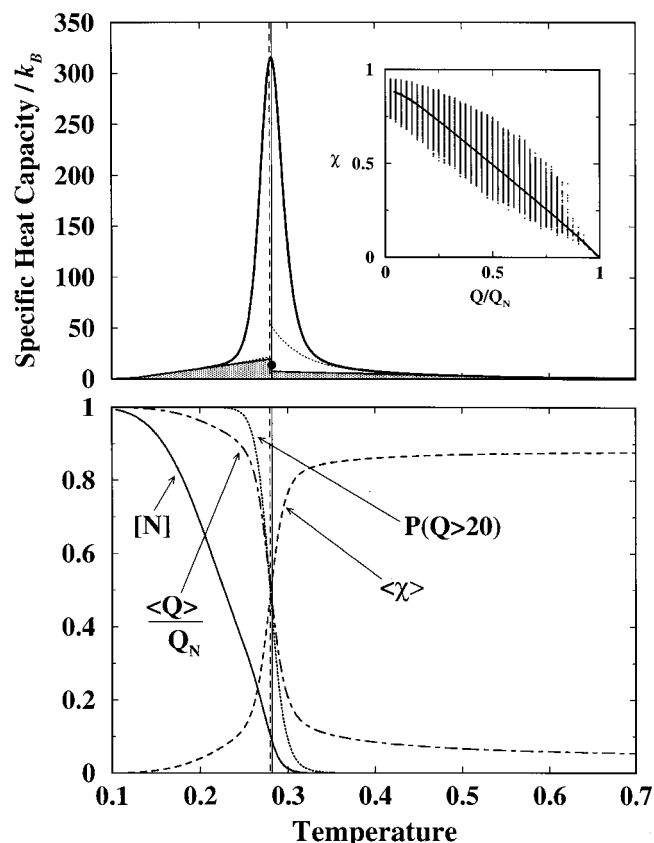 Specific Heat Capacity / k_B
350
300
250
200
150
100
50
0
1
χ 0.5
0
0 0.5 1
Q/Q_N
1
0.8
0.6
0.4
0.2
0
[N]
<Q>
Q_N
P(Q>20)
<χ>
0.1 0.2 0.3 0.4 0.5 0.6 0.7
Temperature